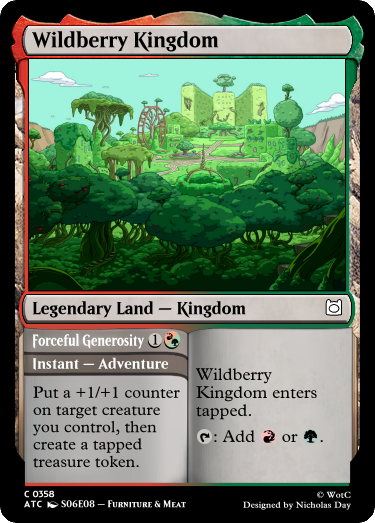 Wildberry Kingdom
Legendary Land — Kingdom
Forceful Generosity 1
Instant — Adventure
Put a +1/+1 counter
on target creature
you control, then
create a tapped
treasure token.
Wildberry
Kingdom enters
tapped.
: Add or .
C 0358
ATC S06E08 — Furniture & Meat
© WotC
Designed by Nicholas Day